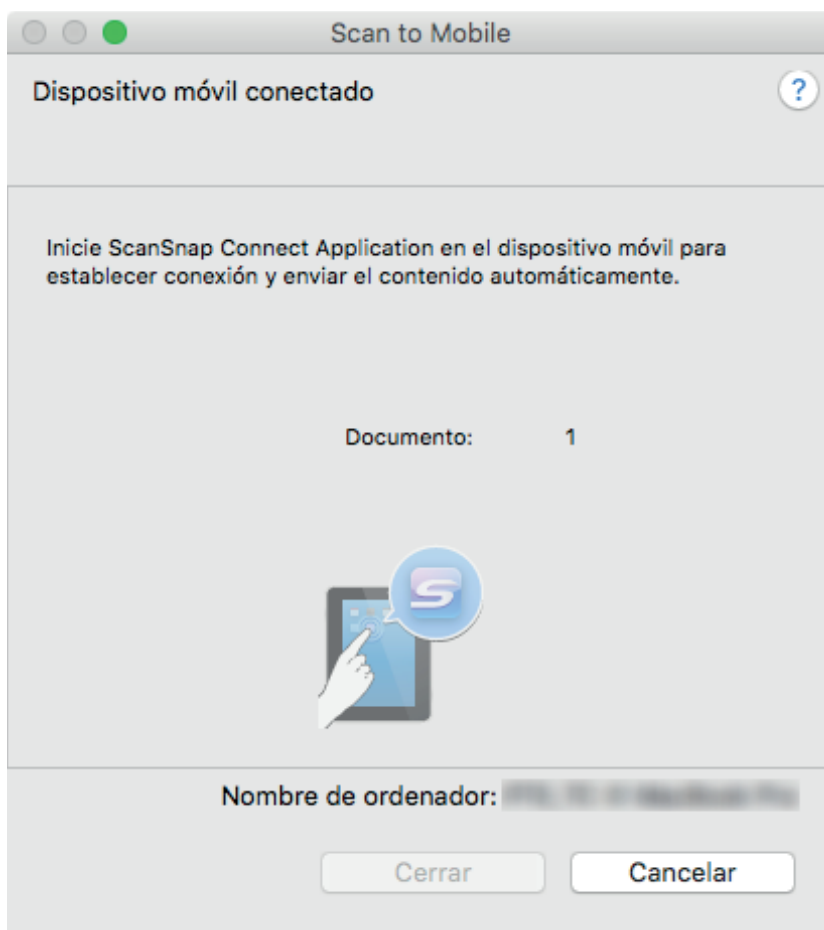 Scan to Mobile
Dispositivo móvil conectado
?
Inicie ScanSnap Connect Application en el dispositivo móvil para
establecer conexión y enviar el contenido automáticamente.
Documento: 1
S
Nombre de ordenador:
Cerrar
Cancelar